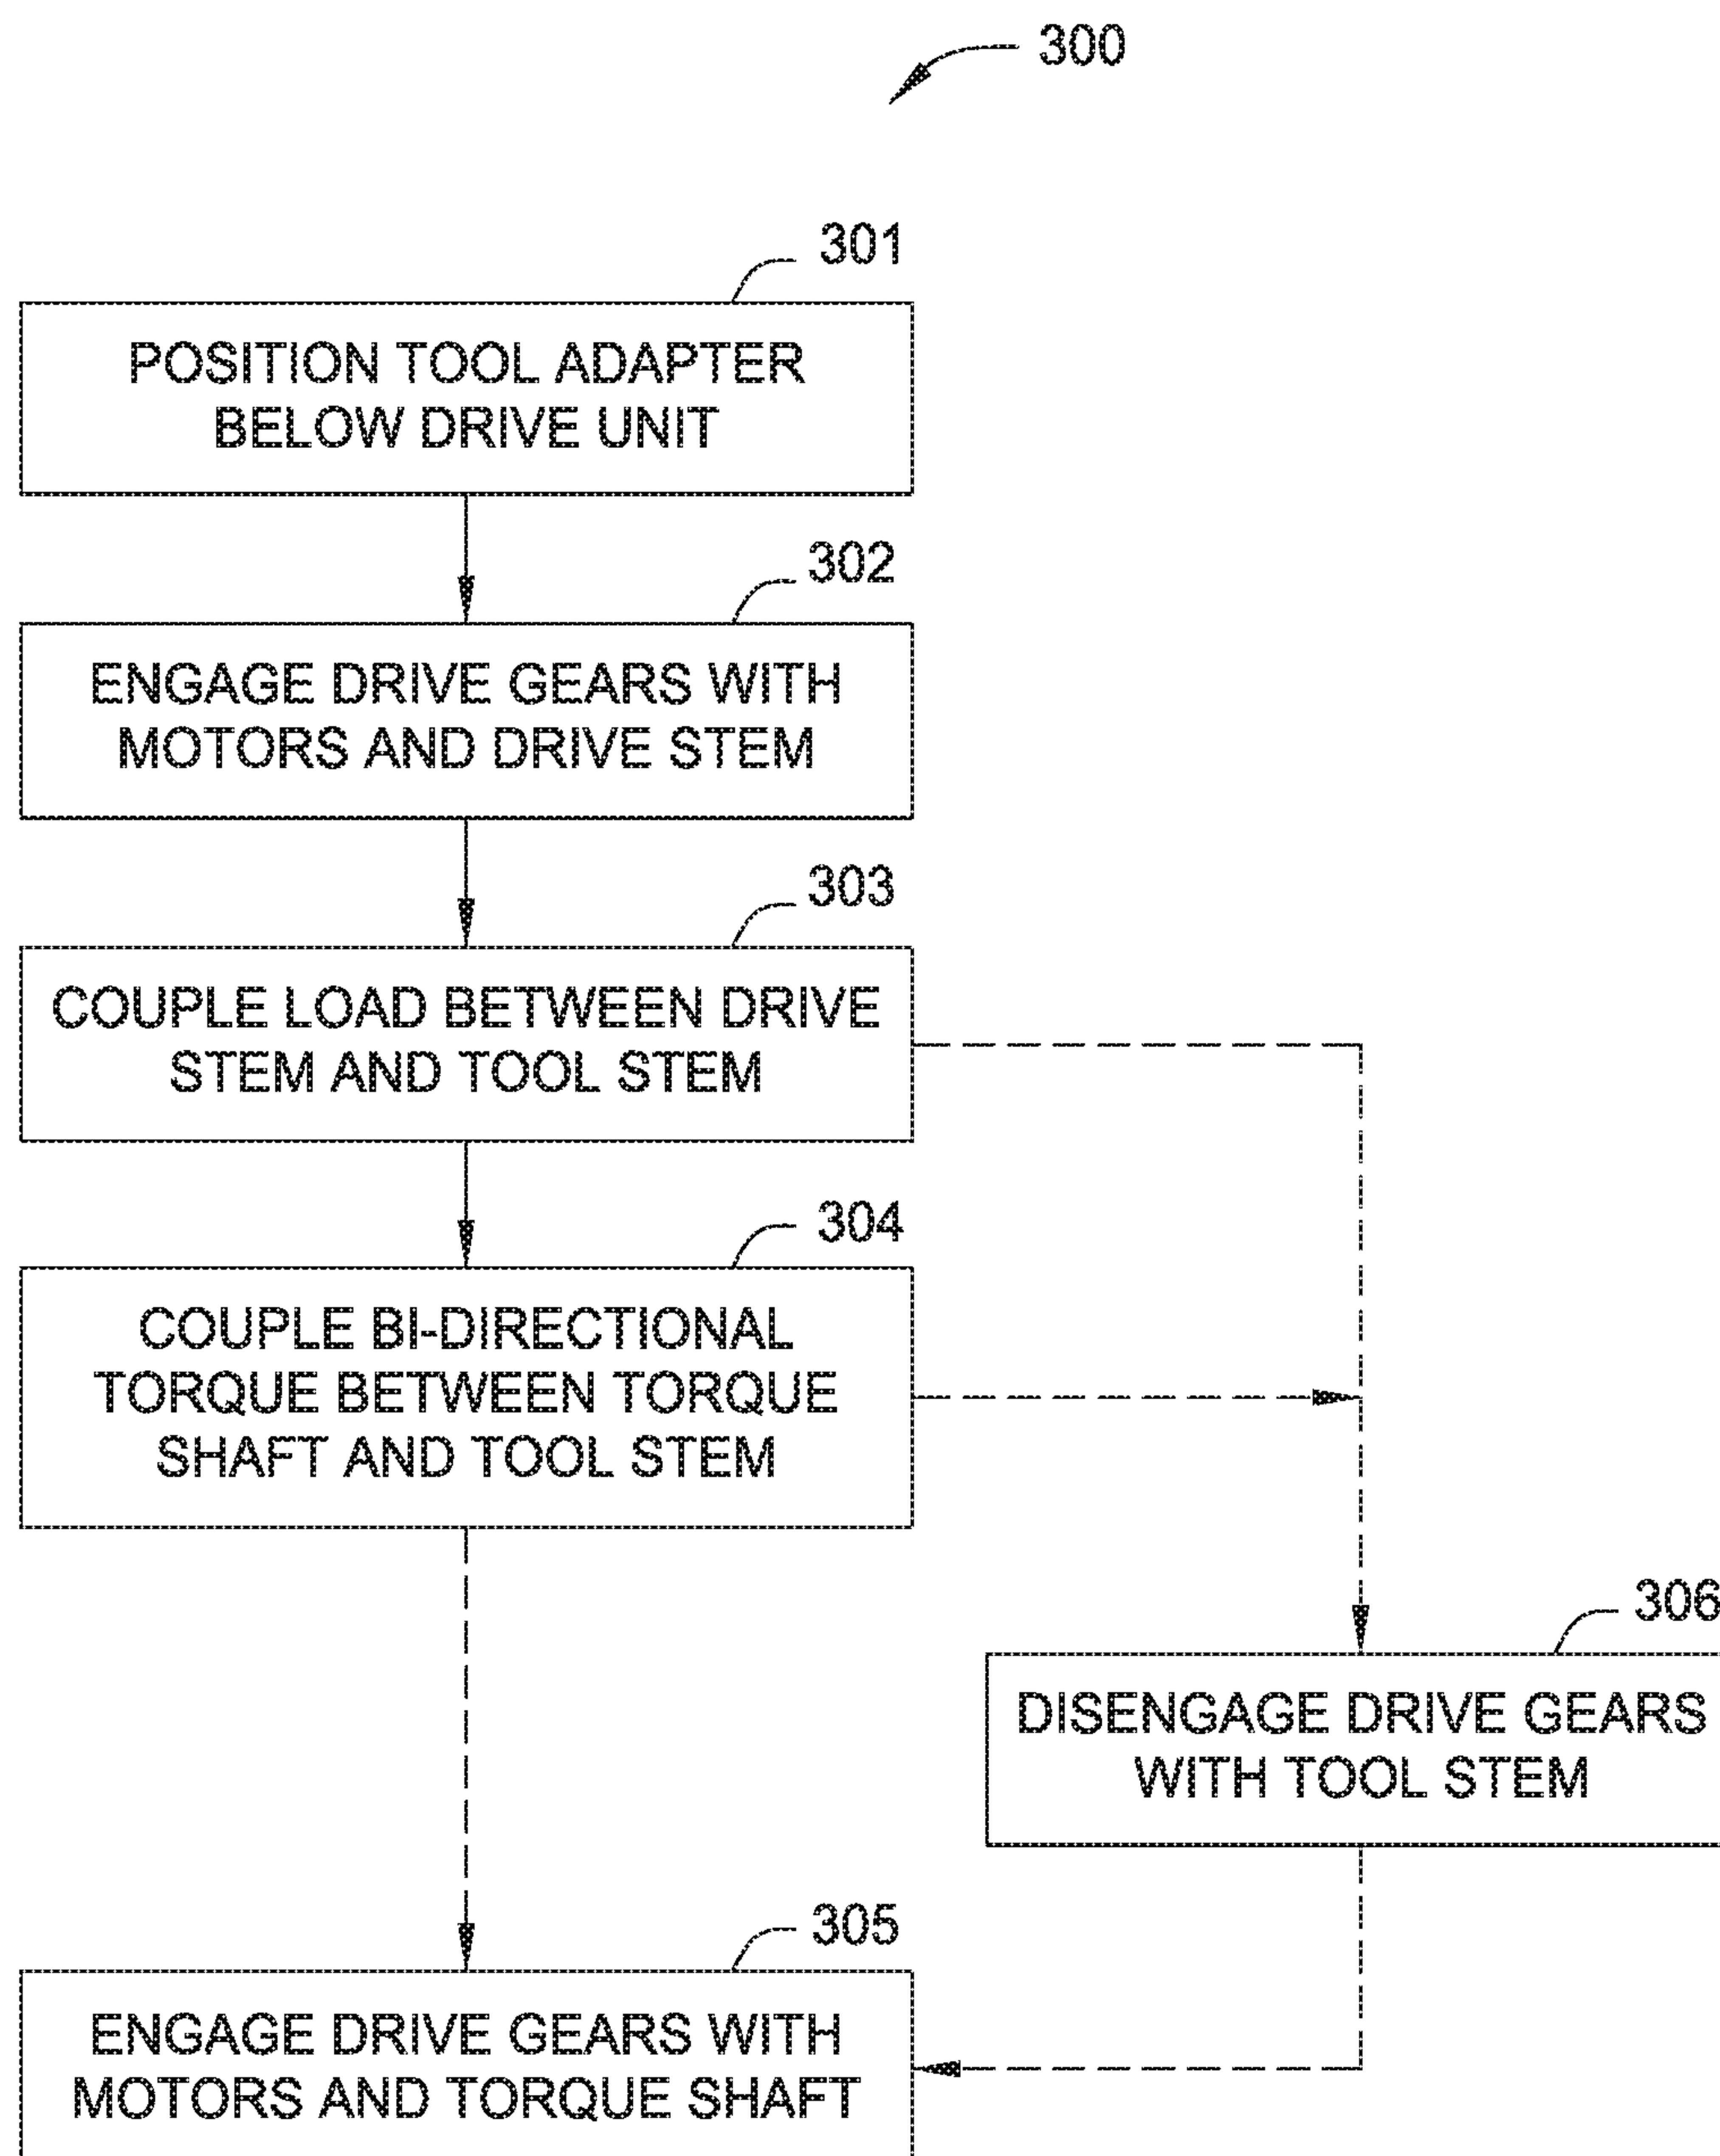 300
301
POSITION TOOL ADAPTER
BELOW DRIVE UNIT
302
ENGAGE DRIVE GEARS WITH
MOTORS AND DRIVE STEM
303
COUPLE LOAD BETWEEN DRIVE
STEM AND TOOL STEM
304
COUPLE BI-DIRECTIONAL
TORQUE BETWEEN TORQUE
SHAFT AND TOOL STEM
306
DISENGAGE DRIVE GEARS
WITH TOOL STEM
305
ENGAGE DRIVE GEARS WITH
MOTORS AND TORQUE SHAFT